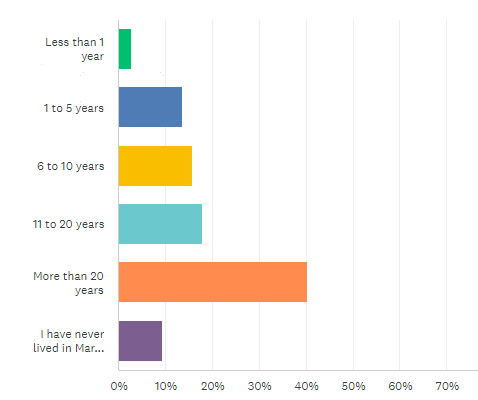 Less than 1
year
1 to 5 years
6 to 10 years
11 to 20 years
More than 20
years
I have never
lived in Mar...
0% 10% 20% 30% 40% 50% 60% 70%